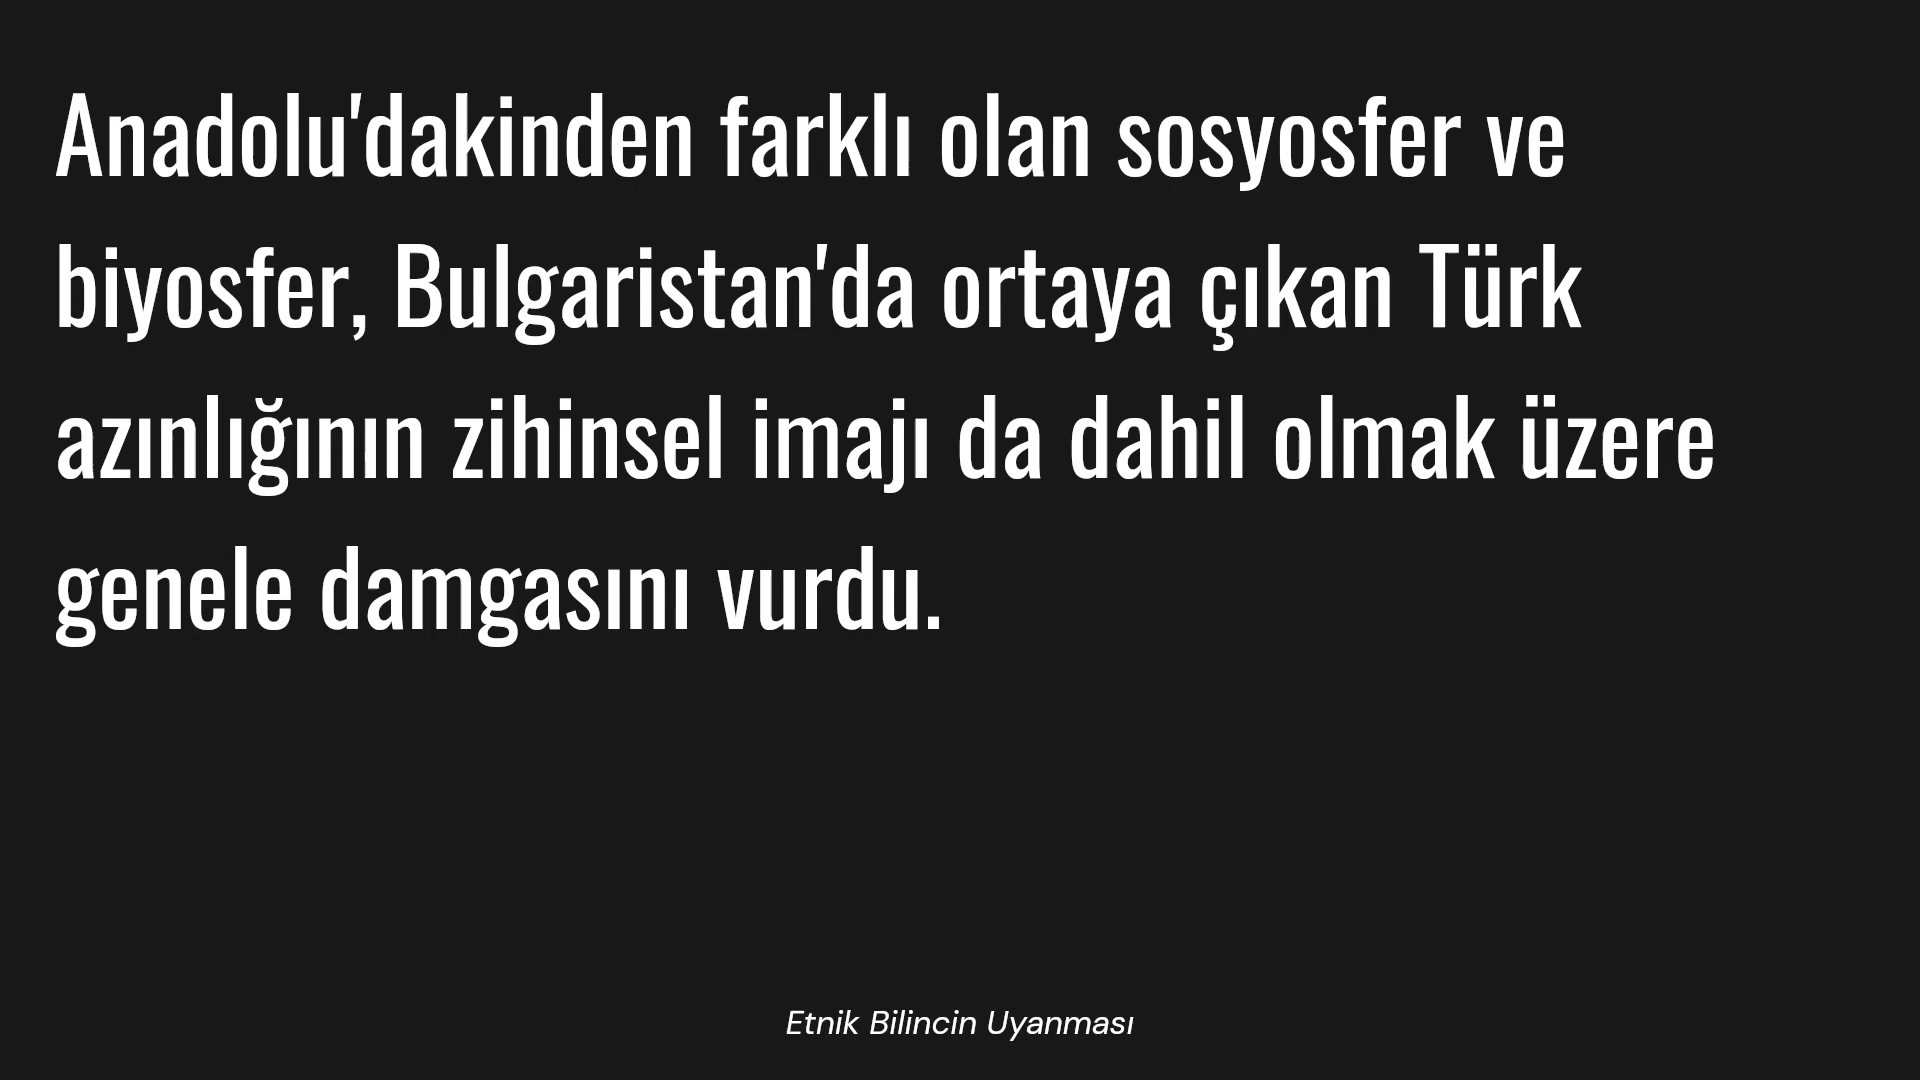 Anadolu'dakinden farklı olan sosyosfer ve
biyosfer, Bulgaristan'da ortaya çıkan Türk
azınlığının zihinsel imajı da dahil olmak üzere
genele damgasını vurdu.
Etnik Bilincin Uyanması